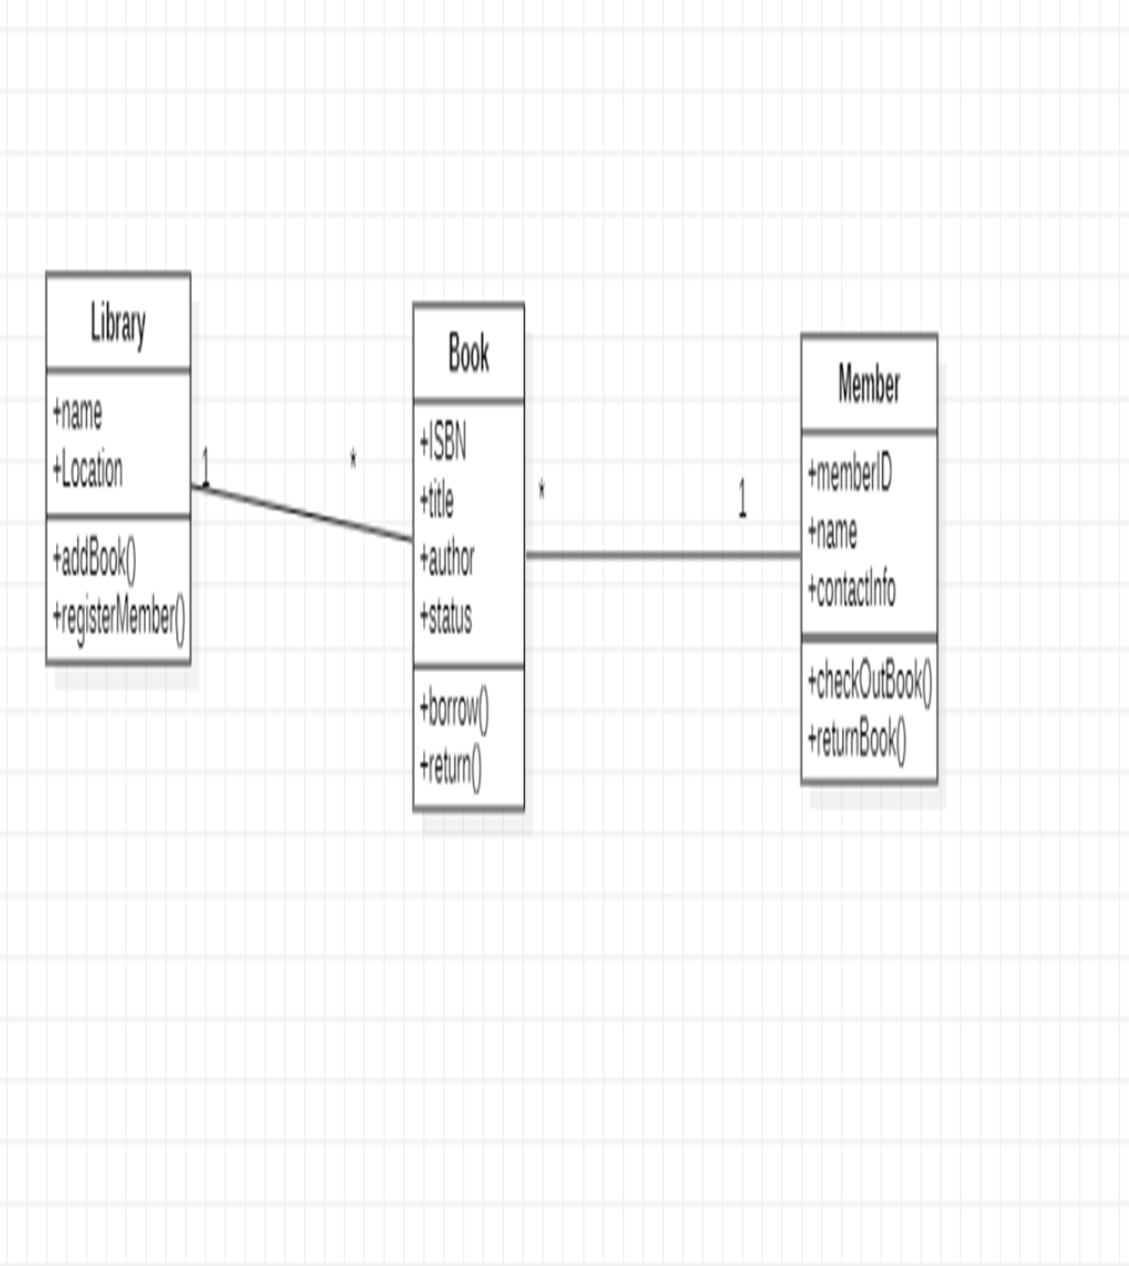 Library
+name
+Location
+addBook()
+registerMember()
1
*
Book
+ISBN
+title
+author
+status
+borrow()
+return()
*
1
Member
+memberID
+name
+contactInfo
+checkOutBook()
+returnBook()